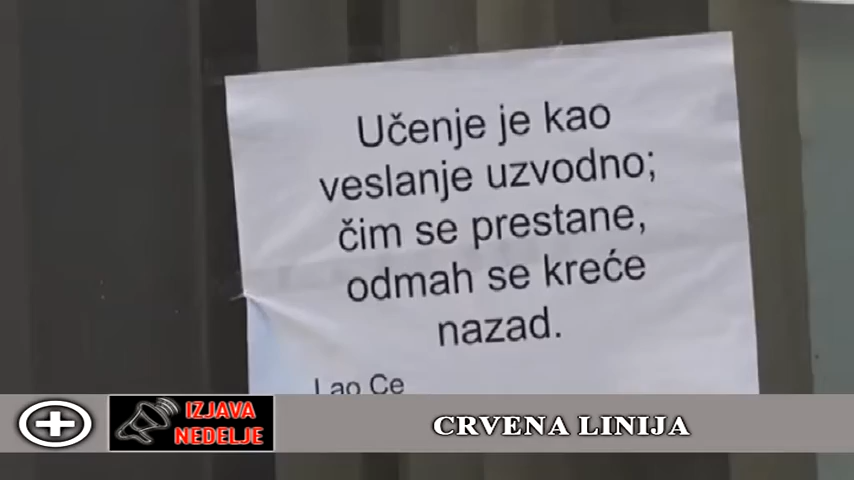 Učenje je kao
veslanje uzvodno;
čim se prestane,
odmah se kreće
nazad.
Lao Ce
IZJAVA
NEDELJE
CRVENA LINIJA